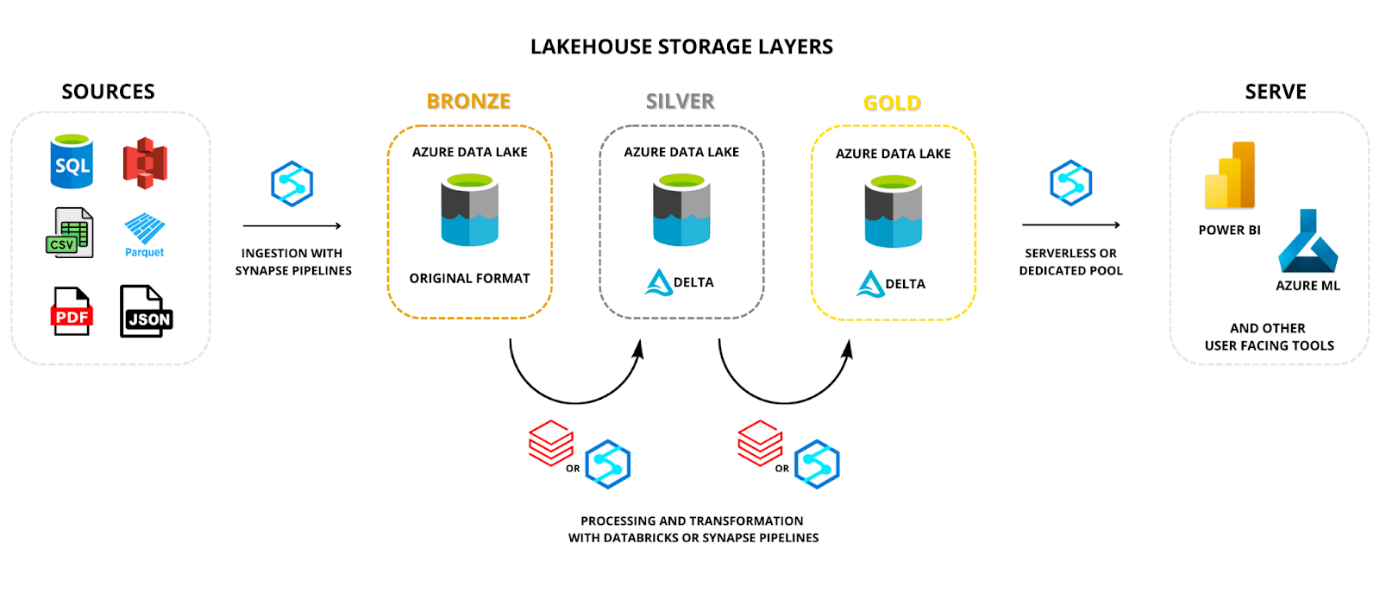 LAKEHOUSE STORAGE LAYERS
SOURCES
SQL
CSV
Parquet
PDF
JSON
INGESTION WITH
SYNAPSE PIPELINES
BRONZE
AZURE DATA LAKE
ORIGINAL FORMAT
SILVER
AZURE DATA LAKE
DELTA
GOLD
AZURE DATA LAKE
DELTA
OR
OR
PROCESSING AND TRANSFORMATION
WITH DATABRICKS OR SYNAPSE PIPELINES
SERVERLESS OR
DEDICATED POOL
SERVE
POWER BI
AZURE ML
AND OTHER
USER FACING TOOLS